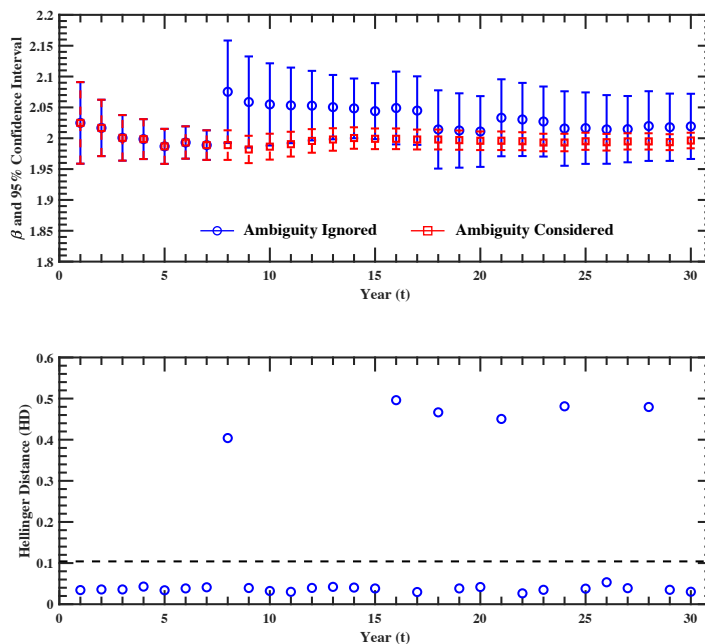 2.2
2.15
2.1
2.05
2
1.95
1.9
1.85
1.8
β and 95% Confidence Interval
Ambiguity Ignored
Ambiguity Considered
0 5 10 15 20 25 30
Year (t)
0.6
0.5
0.4
0.3
0.2
0.1
0
Hellinger Distance (HD)
0 5 10 15 20 25 30
Year (t)